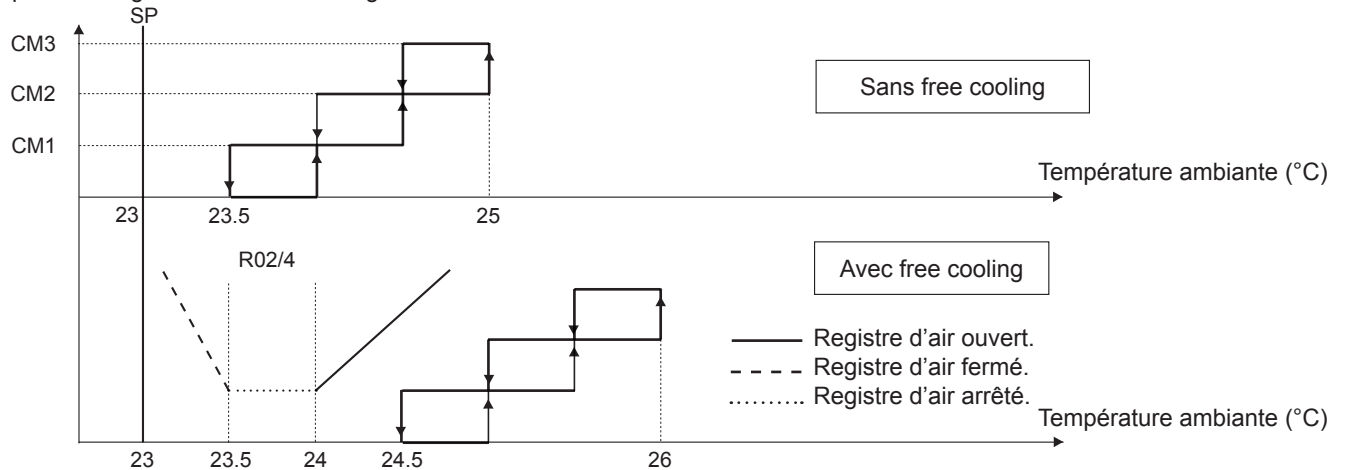 SP
CM3
CM2
CM1
Sans free cooling
Température ambiante (°C)
23 23.5 25
R02/4
Avec free cooling
Registre d'air ouvert.
Registre d'air fermé.
Registre d'air arrêté.
Température ambiante (°C)
23 23.5 24 24.5 26